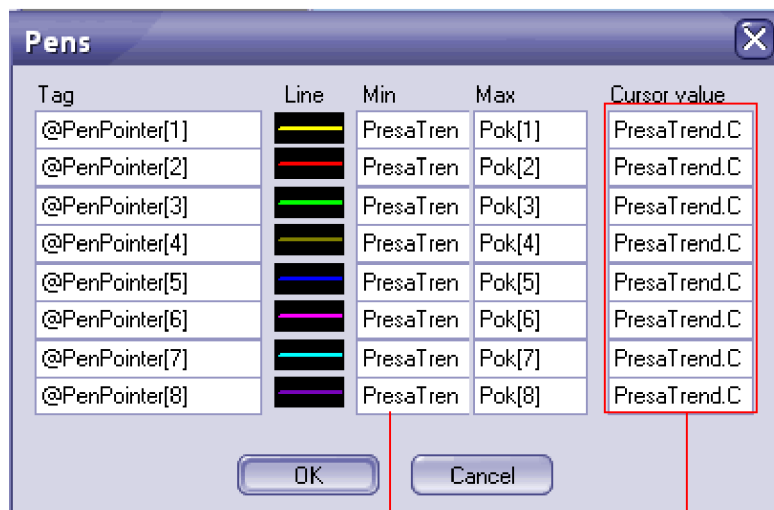 Pens
Tag Line Min Max Cursor value
@PenPointer[1] PresaTren Pok[1] PresaTrend.C
@PenPointer[2] PresaTren Pok[2] PresaTrend.C
@PenPointer[3] PresaTren Pok[3] PresaTrend.C
@PenPointer[4] PresaTren Pok[4] PresaTrend.C
@PenPointer[5] PresaTren Pok[5] PresaTrend.C
@PenPointer[6] PresaTren Pok[6] PresaTrend.C
@PenPointer[7] PresaTren Pok[7] PresaTrend.C
@PenPointer[8] PresaTren Pok[8] PresaTrend.C
OK Cancel